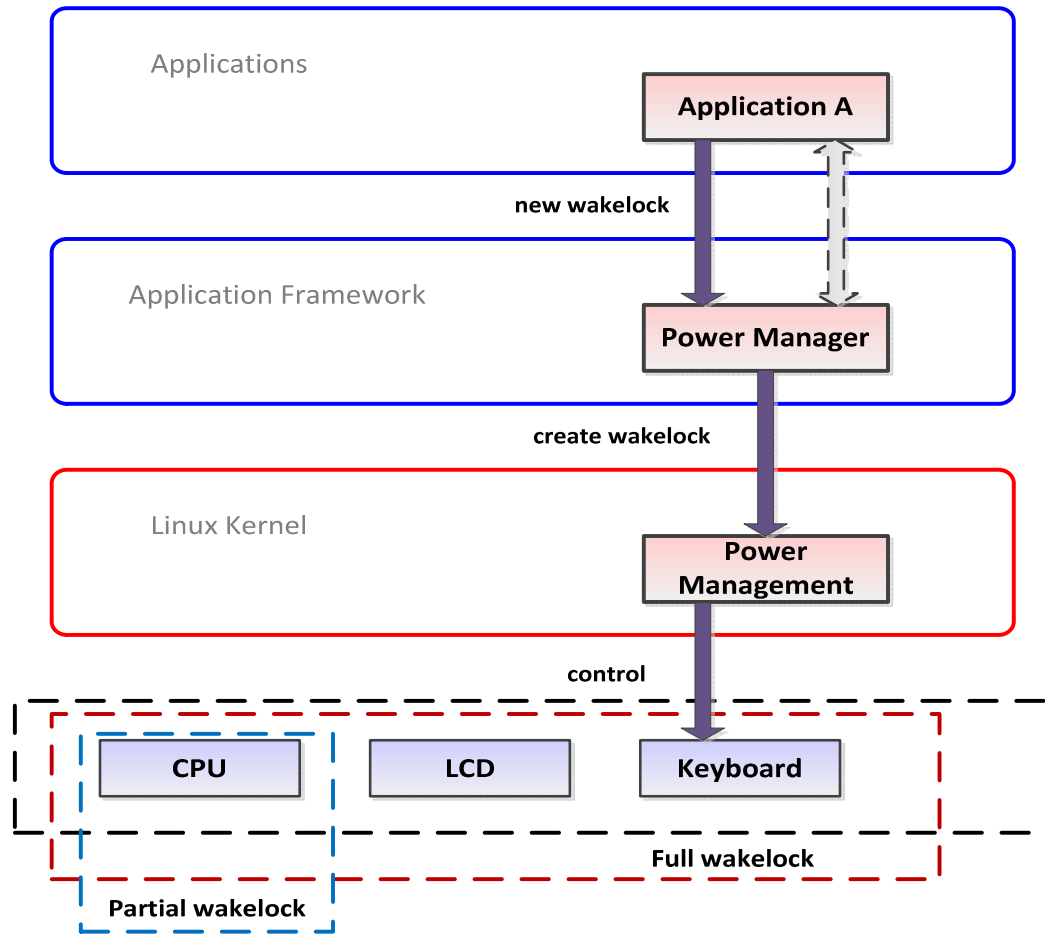 Applications
Application A
new wakelock
Application Framework
Power Manager
create wakelock
Linux Kernel
Power
Management
control
CPU
LCD
Keyboard
Full wakelock
Partial wakelock